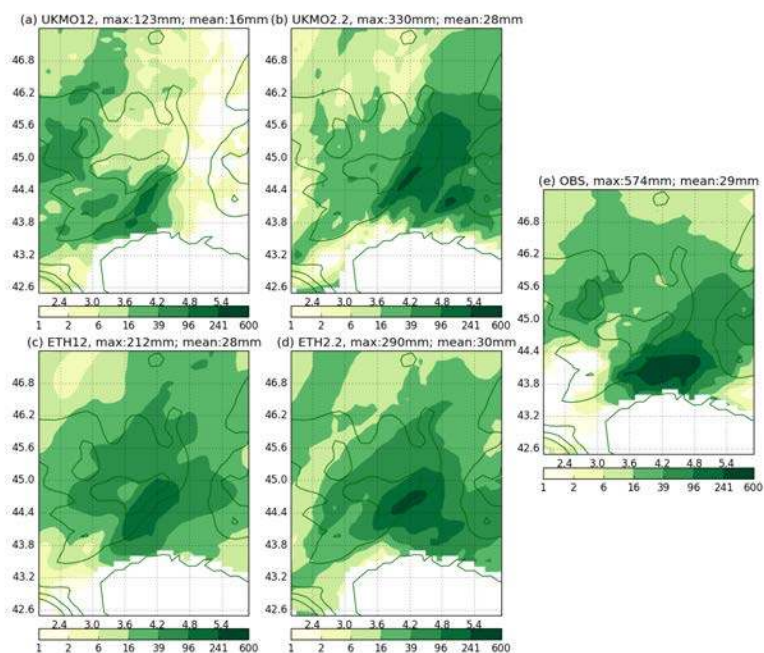 (a) UKMO12, max:123mm; mean:16mm
46.8
46.2
45.6
45.0
44.4
43.8
43.2
42.6
2.4 3.0 3.6 4.2 4.8 5.4
1 2 6 16 39 96 241 600
(b) UKMO2.2, max:330mm; mean:28mm
46.8
46.2
45.6
45.0
44.4
43.8
43.2
42.6
2.4 3.0 3.6 4.2 4.8 5.4
1 2 6 16 39 96 241 600
(c) ETH12, max:212mm; mean:28mm
46.8
46.2
45.6
45.0
44.4
43.8
43.2
42.6
2.4 3.0 3.6 4.2 4.8 5.4
1 2 6 16 39 96 241 600
(d) ETH2.2, max:290mm; mean:30mm
46.8
46.2
45.6
45.0
44.4
43.8
43.2
42.6
2.4 3.0 3.6 4.2 4.8 5.4
1 2 6 16 39 96 241 600
(e) OBS, max:574mm; mean:29mm
46.8
46.2
45.6
45.0
44.4
43.8
43.2
42.6
2.4 3.0 3.6 4.2 4.8 5.4
1 2 6 16 39 96 241 600